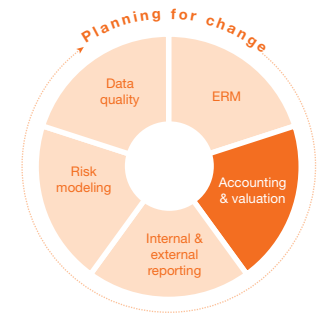 Planning for change
Data
quality
ERM
Risk
modeling
Accounting
& valuation
Internal &
external
reporting